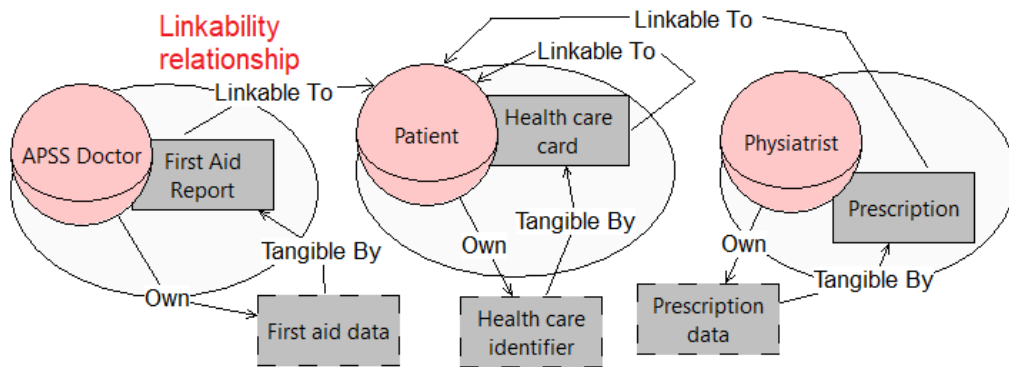 Linkability
relationship
Linkable To
Linkable To
Linkable To
APSS Doctor
First Aid
Report
Patient
Health care
card
Physiatrist
Prescription
Tangible By
Own
First aid data
Own
Tangible By
Health care
identifier
Own
Tangible By
Prescription
data